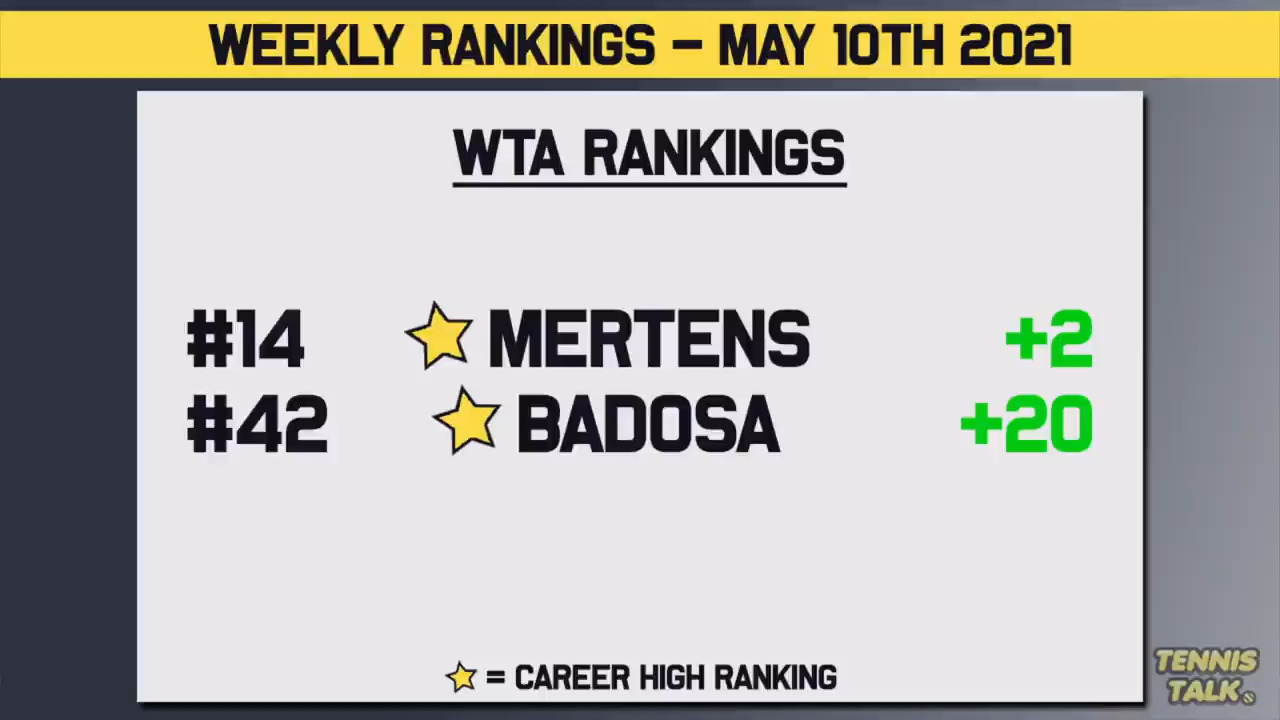 WEEKLY RANKINGS – MAY 10TH 2021
WTA RANKINGS
#14 MERTENS +2
#42 BADOSA +20
= CAREER HIGH RANKING
TENNIS
TALK